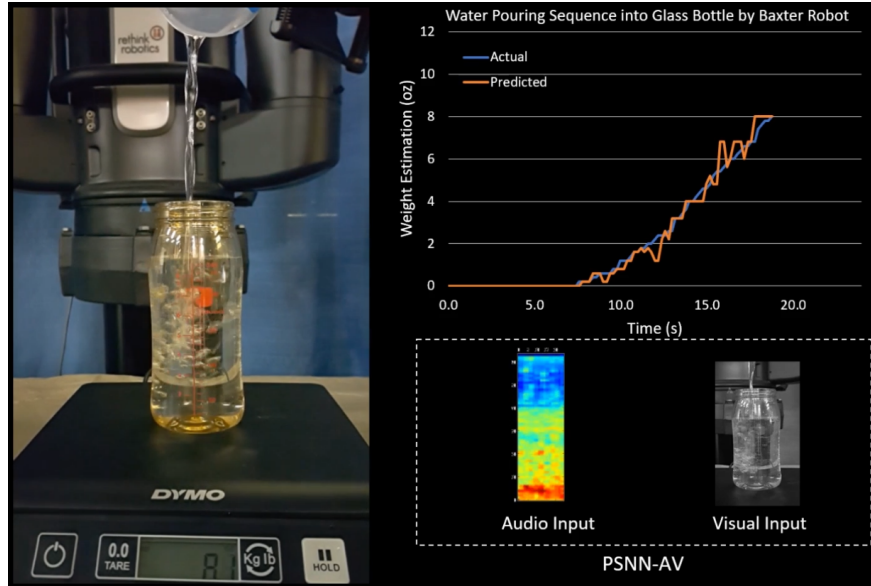 rethink
robotics
DYMO
0.0
TARE
8.1
Kg lb
HOLD
Water Pouring Sequence into Glass Bottle by Baxter Robot
12
10
8
6
4
2
0
Weight Estimation (oz)
Actual
Predicted
0.0 5.0 10.0 15.0 20.0
Time (s)
Audio Input
Visual Input
PSNN-AV